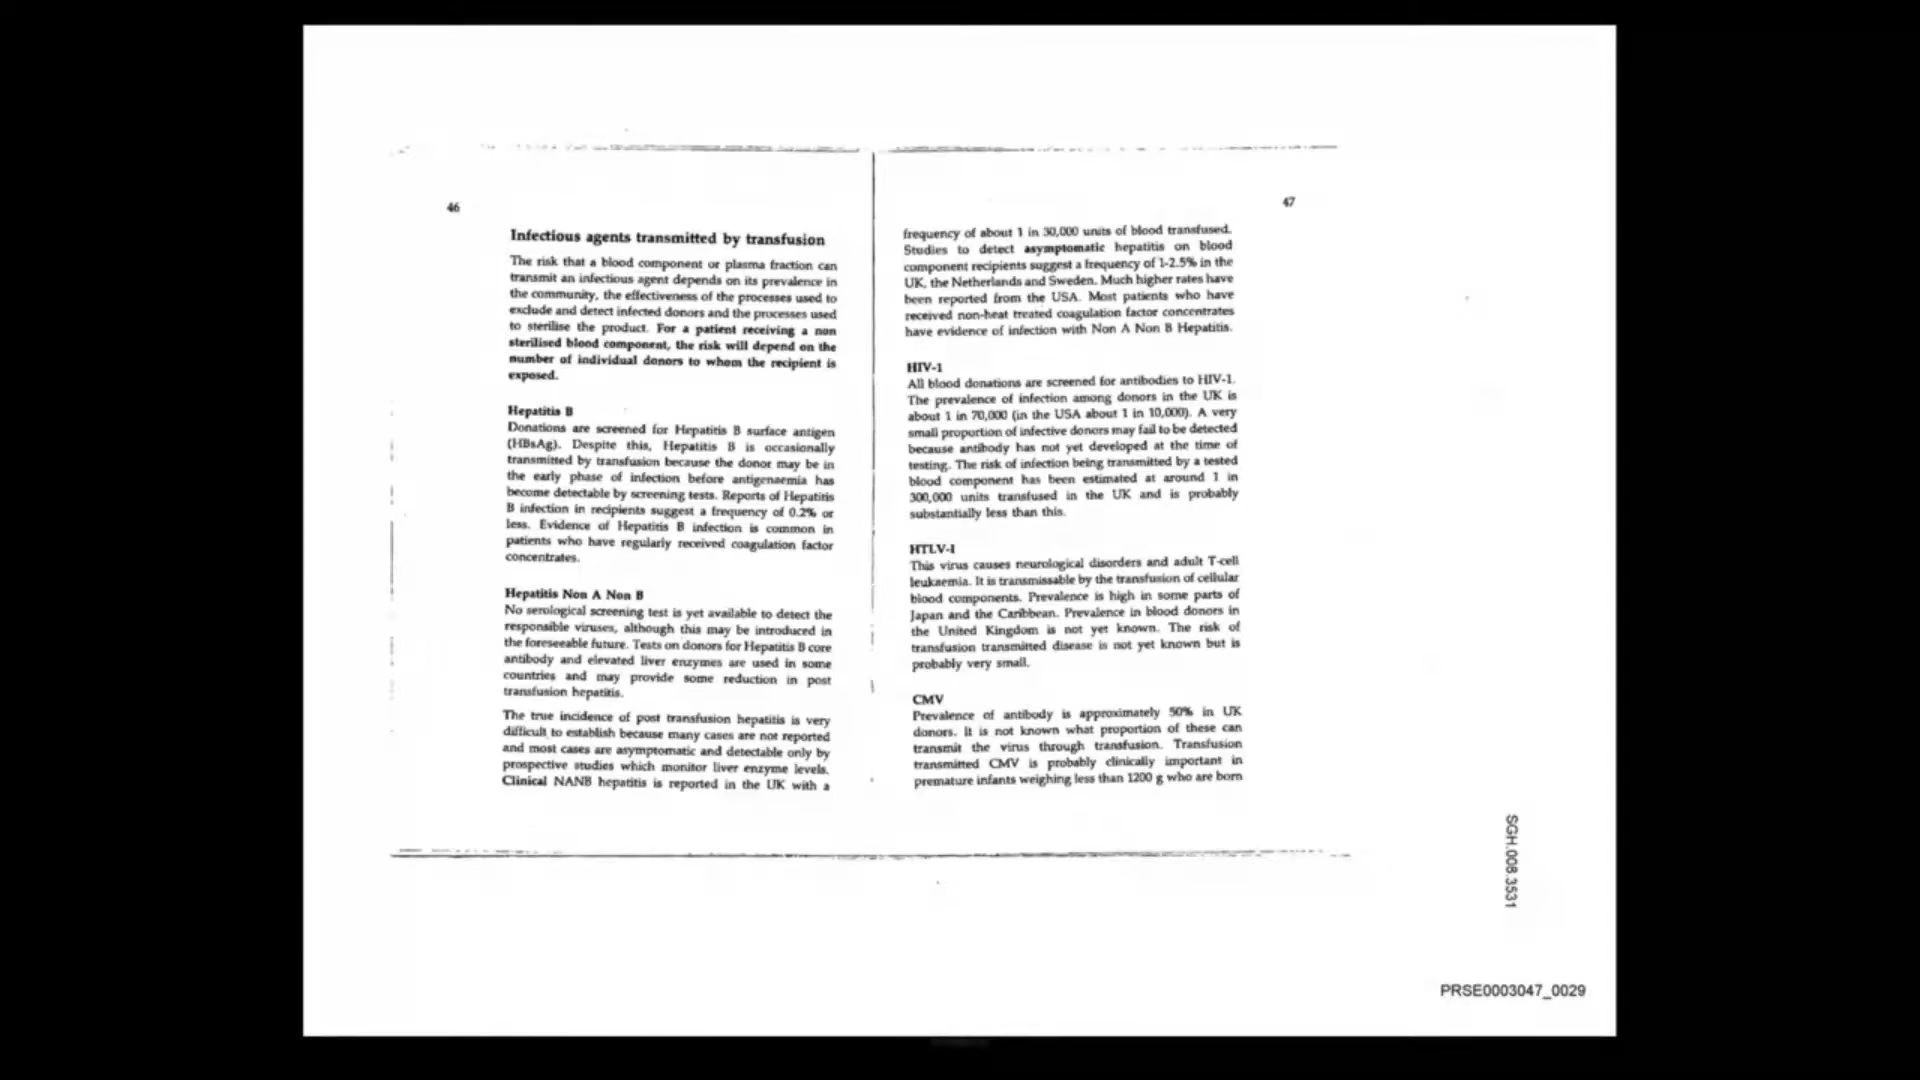 46
Infectious agents transmitted by transfusion
The risk that a blood component or plasma fraction can
transmit an infectious agent depends on its prevalence in
the community, the effectiveness of the processes used to
exclude and detect infected donors and the processes used
to sterilise the product. For a patient receiving a non
sterilised blood component, the risk will depend on the
number of individual donors to whom the recipient is
exposed.
Hepatitis B
Donations are screened for Hepatitis B surface antigen
(HBsAg). Despite this, Hepatitis B is occasionally
transmitted by transfusion because the donor may be in
the early phase of infection before antigenaemia has
become detectable by screening tests. Reports of Hepatitis
B infection in recipients suggest a frequency of 0.2% or
less. Evidence of Hepatitis B infection is common in
patients who have regularly received coagulation factor
concentrates.
Hepatitis Non A Non B
No serological screening test is yet available to detect the
responsible viruses, although this may be introduced in
the foreseeable future. Tests on donors for Hepatitis B core
antibody and elevated liver enzymes are used in some
countries and may provide some reduction in post
transfusion hepatitis.
The true incidence of post transfusion hepatitis is very
difficult to establish because many cases are not reported
and most cases are asymptomatic and detectable only by
prospective studies which monitor liver enzyme levels.
Clinical NANB hepatitis is reported in the UK with a
47
frequency of about 1 in 30,000 units of blood transfused.
Studies to detect asymptomatic hepatitis on blood
component recipients suggest a frequency of 1-2.5% in the
UK, the Netherlands and Sweden. Much higher rates have
been reported from the USA. Most patients who have
received non-heat treated coagulation factor concentrates
have evidence of infection with Non A Non B Hepatitis.
HIV-1
All blood donations are screened for antibodies to HIV-1.
The prevalence of infection among donors in the UK is
about 1 in 70,000 (in the USA about 1 in 10,000). A very
small proportion of infective donors may fail to be detected
because antibody has not yet developed at the time of
testing. The risk of infection being transmitted by a tested
blood component has been estimated at around 1 in
300,000 units transfused in the UK and is probably
substantially less than this.
HTLV-I
This virus causes neurological disorders and adult T-cell
leukaemia. It is transmissable by the transfusion of cellular
blood components. Prevalence is high in some parts of
Japan and the Caribbean. Prevalence in blood donors in
the United Kingdom is not yet known. The risk of
transfusion transmitted disease is not yet known but is
probably very small.
CMV
Prevalence of antibody is approximately 50% in UK
donors. It is not known what proportion of these can
transmit the virus through transfusion. Transfusion
transmitted CMV is probably clinically important in
premature infants weighing less than 1200 g who are born
SGH.008.3531
PRSE0003047_0029